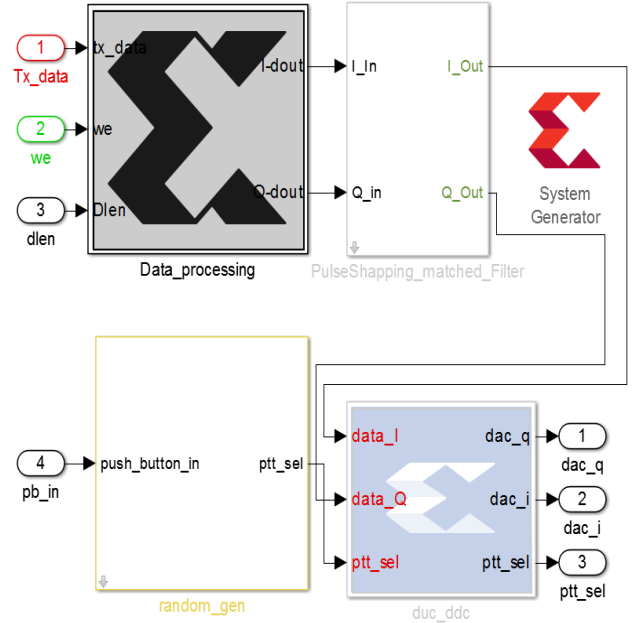 1
Tx_data
tx_data
I-dout
I_In
I_Out
2
we
we
3
dlen
Dlen
Q-dout
Q_in
Q_Out
System
Generator
Data_processing
PulseShapping_matched_Filter
4
pb_in
push_button_in
ptt_sel
random_gen
data_I
dac_q
1
dac_q
data_Q
dac_i
2
dac_i
ptt_sel
ptt_sel
3
ptt_sel
duc_ddc